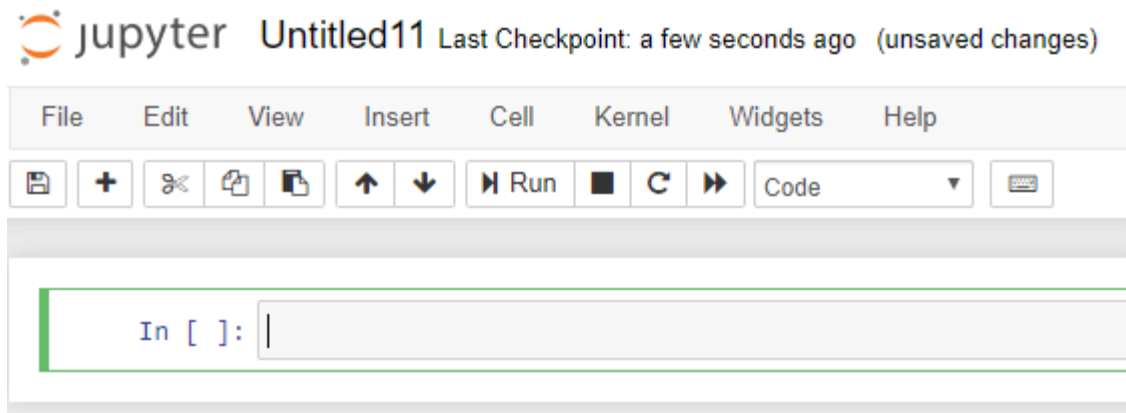 jupyter Untitled11 Last Checkpoint: a few seconds ago (unsaved changes)
File Edit View Insert Cell Kernel Widgets Help
Run Code
In [ ]: